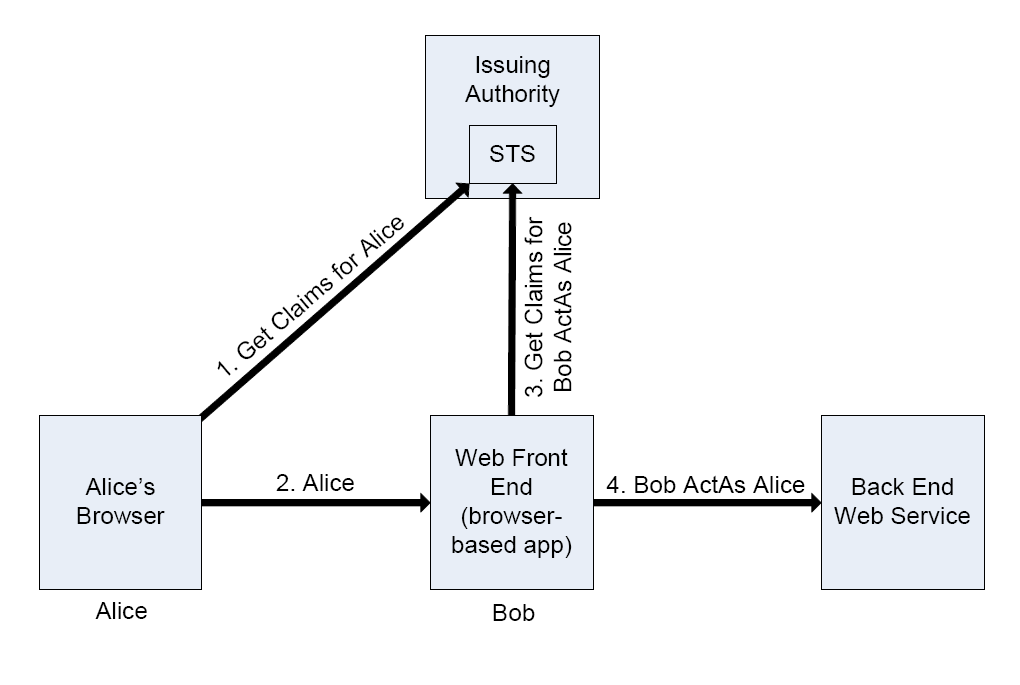 Issuing
Authority
STS
1. Get Claims for Alice
3. Get Claims for
Bob ActAs Alice
Alice’s
Browser
2. Alice
Web Front
End
(browser-
based app)
4. Bob ActAs Alice
Back End
Web Service
Alice
Bob